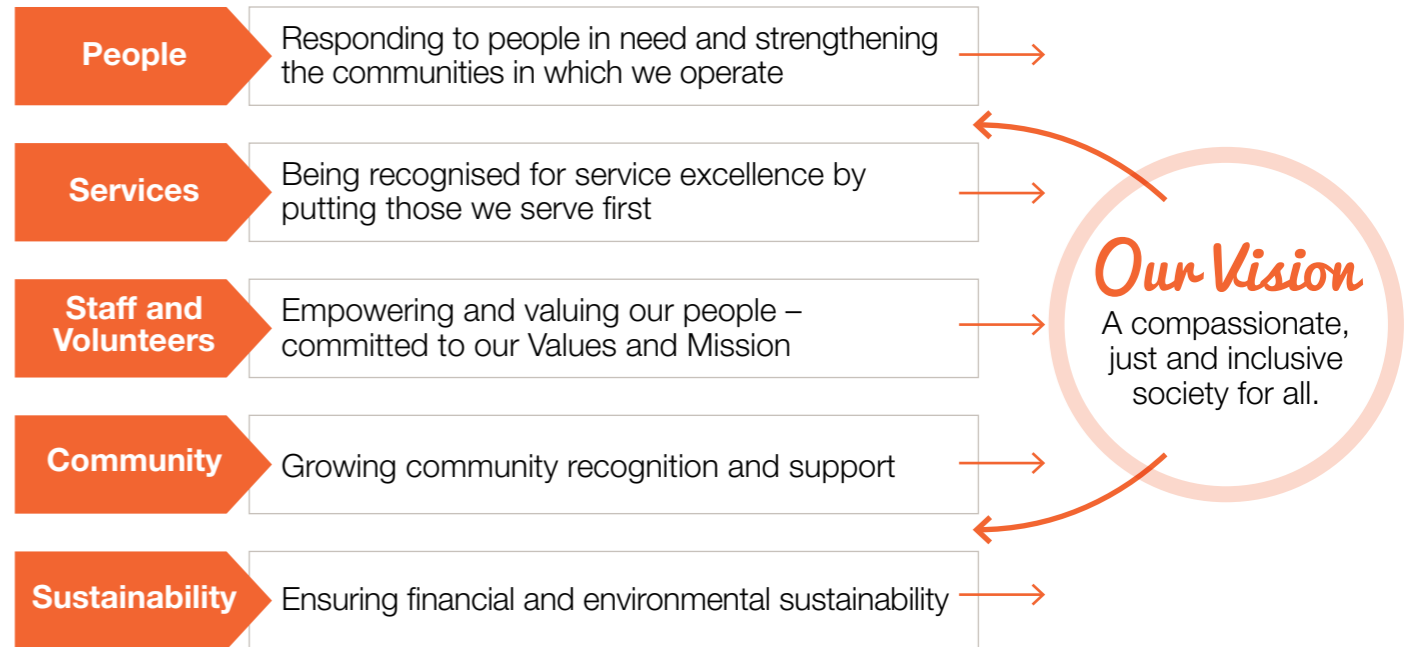 People
Responding to people in need and strengthening
the communities in which we operate
Services
Being recognised for service excellence by
putting those we serve first
Staff and
Volunteers
Empowering and valuing our people –
committed to our Values and Mission
Community
Growing community recognition and support
Sustainability
Ensuring financial and environmental sustainability
Our Vision
A compassionate,
just and inclusive
society for all.